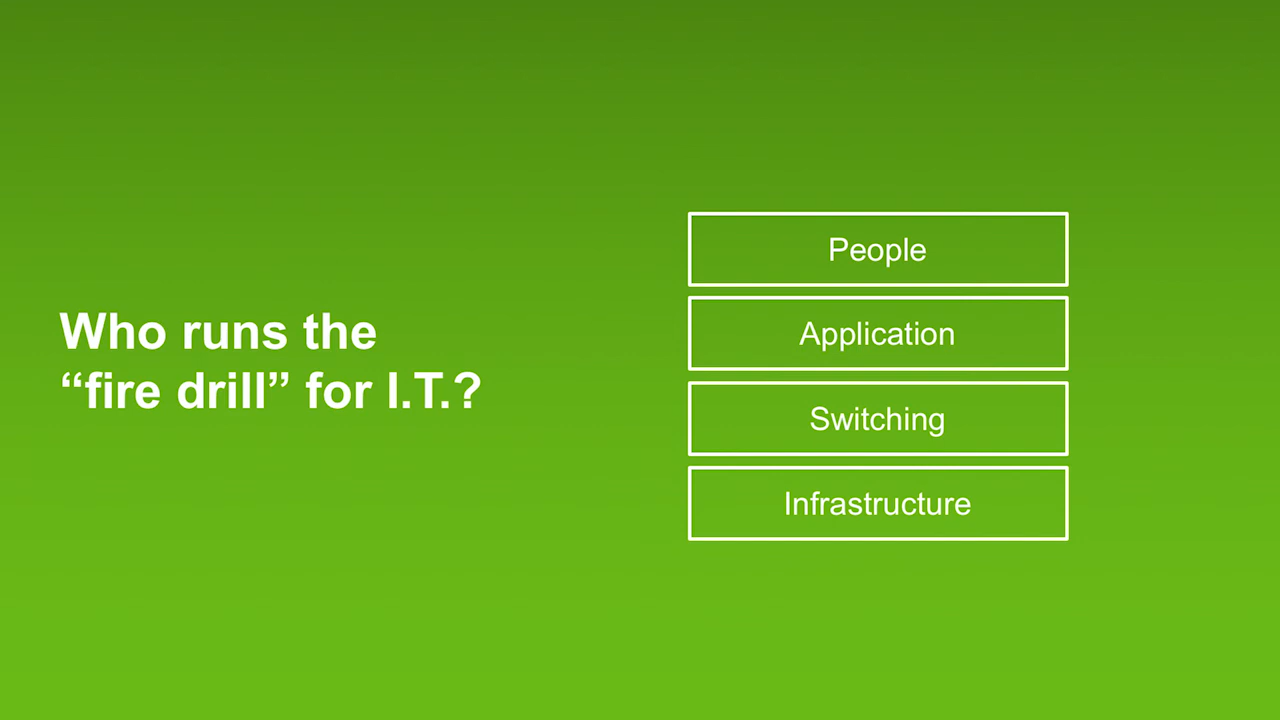 Who runs the
“fire drill” for I.T.?
People
Application
Switching
Infrastructure